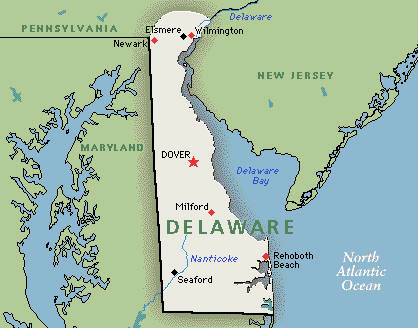 Delaware
PENNSYLVANIA
Elsmere
Wilmington
Newark
NEW JERSEY
MARYLAND
DOVER
Delaware
Bay
Milford
DELAWARE
Nanticoke
Rehoboth
Beach
North
Atlantic
Ocean
Seaford